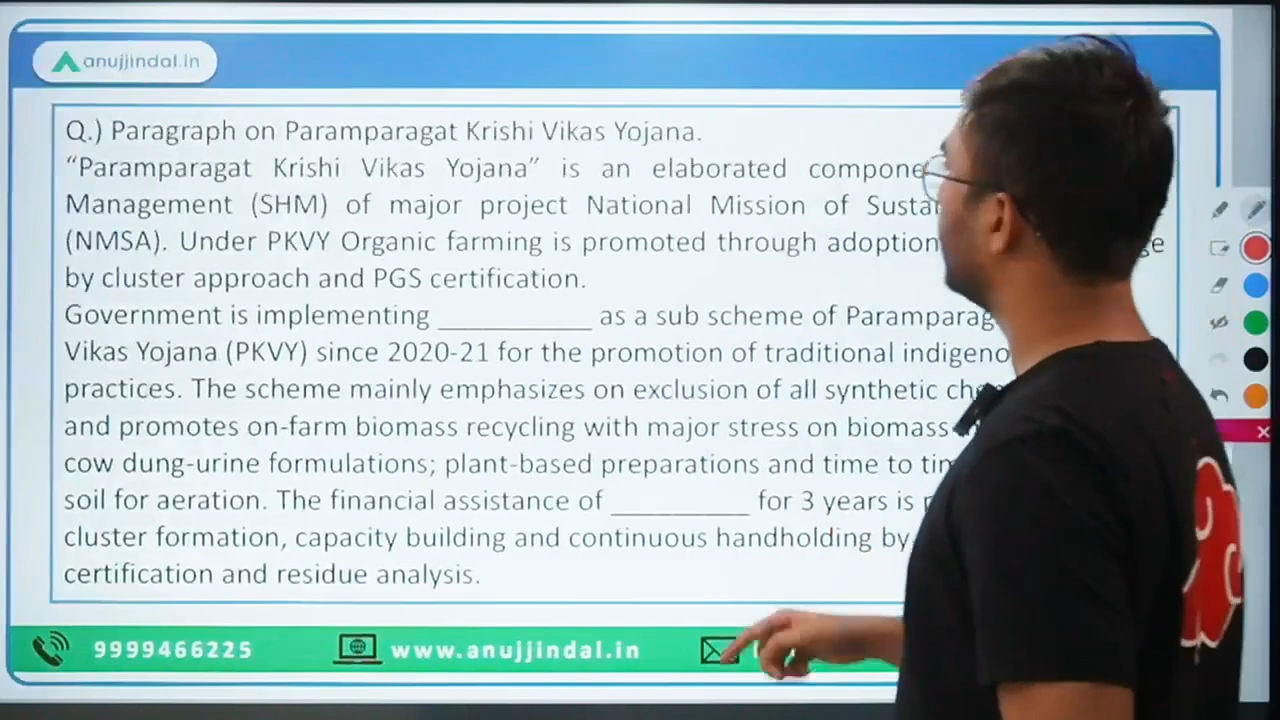 anujjindal.in
Q.) Paragraph on Paramparagat Krishi Vikas Yojana.
“Paramparagat Krishi Vikas Yojana” is an elaborated
Management (SHM) of major project National Mission of
(NMSA). Under PKVY Organic farming is promoted through adoption
by cluster approach and PGS certification.
Government is implementing ___________ as a sub scheme of
Vikas Yojana (PKVY) since 2020-21 for the promotion of traditional
practices. The scheme mainly emphasizes on exclusion of all synthetic
and promotes on-farm biomass recycling with major stress on biomass
cow dung-urine formulations; plant-based preparations and time to
soil for aeration. The financial assistance of __________ for 3 years is
cluster formation, capacity building and continuous handholding by
certification and residue analysis.
9999466225 www.anujjindal.in